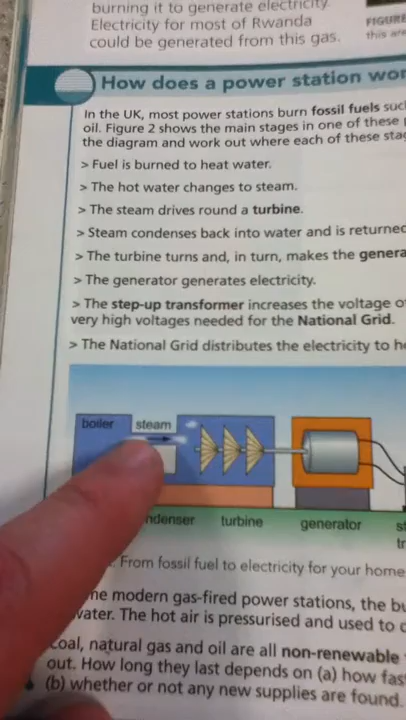 burning it to generate electricity.
Electricity for most of Rwanda
could be generated from this gas.
FIGURE
this are
How does a power station wor
In the UK, most power stations burn fossil fuels suc
oil. Figure 2 shows the main stages in one of these
the diagram and work out where each of these stag
> Fuel is burned to heat water.
> The hot water changes to steam.
> The steam drives round a turbine.
> Steam condenses back into water and is returned
> The turbine turns and, in turn, makes the genera
> The generator generates electricity.
> The step-up transformer increases the voltage
very high voltages needed for the National Grid.
> The National Grid distributes the electricity to h
boiler
steam
ndenser
turbine
generator
From fossil fuel to electricity for your home
modern gas-fired power stations, the
water. The hot air is pressurised and used to
coal, natural gas and oil are all non-renewable
out. How long they last depends on (a) how fas
(b) whether or not any new supplies are found.